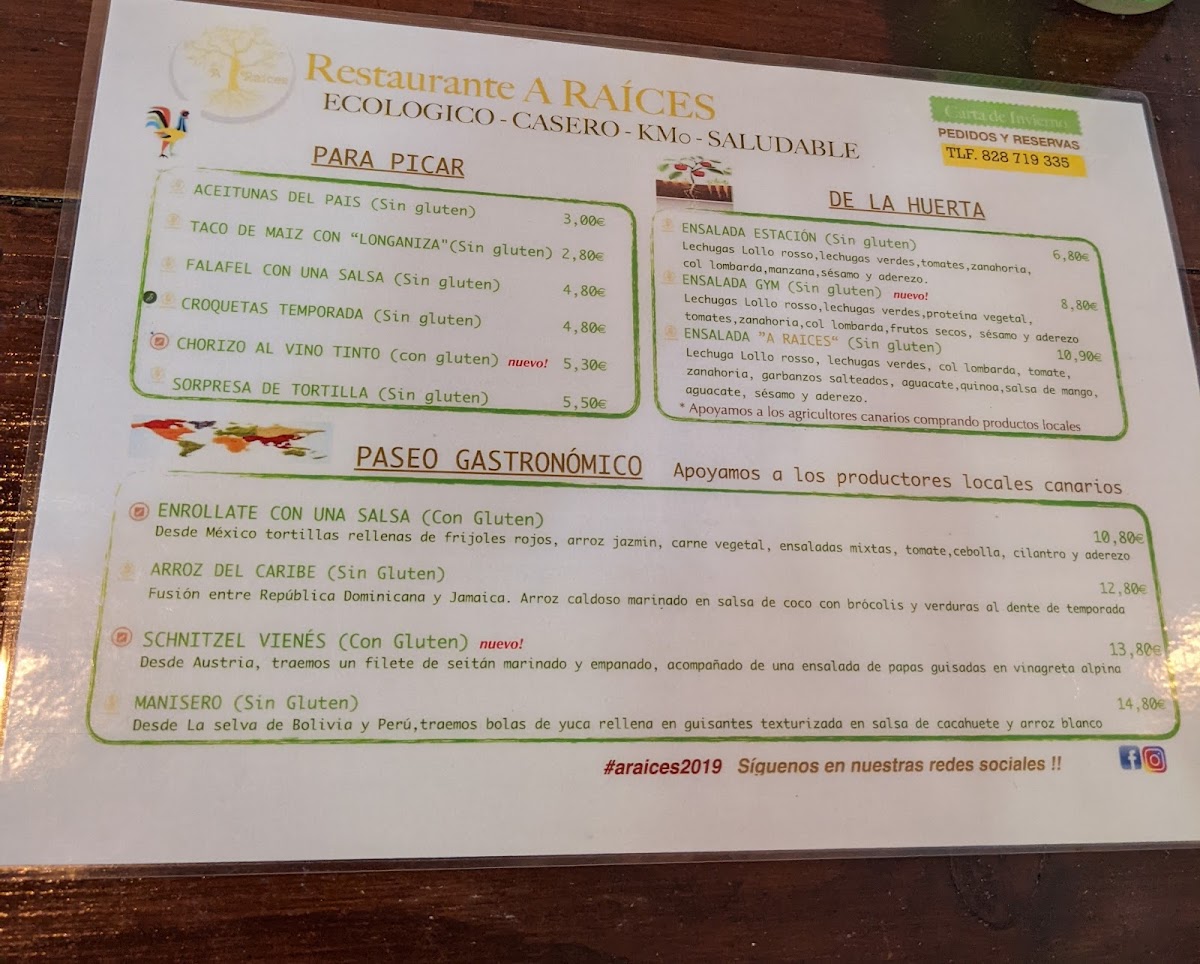 A Raíces
Restaurante A RAÍCES
ECOLOGICO - CASERO - KM0 - SALUDABLE
Carta de Invierno
PEDIDOS Y RESERVAS
TLF. 828 719 335
PARA PICAR
ACEITUNAS DEL PAIS (Sin gluten) 3,00€
TACO DE MAIZ CON “LONGANIZA"(Sin gluten) 2,80€
FALAFEL CON UNA SALSA (Sin gluten) 4,80€
CROQUETAS TEMPORADA (Sin gluten) 4,80€
CHORIZO AL VINO TINTO (con gluten) nuevo! 5,30€
SORPRESA DE TORTILLA (Sin gluten) 5,50€
DE LA HUERTA
ENSALADA ESTACIÓN (Sin gluten) 6,80€
Lechugas Lollo rosso,lechugas verdes,tomates,zanahoria,
col lombarda,manzana,sésamo y aderezo.
ENSALADA GYM (Sin gluten) nuevo! 8,80€
Lechugas Lollo rosso,lechugas verdes,proteina vegetal,
tomates,zanahoria,col lombarda,frutos secos, sésamo y aderezo
ENSALADA "A RAICES“ (Sin gluten) 10,90€
Lechuga Lollo rosso, lechugas verdes, col lombarda, tomate,
zanahoria, garbanzos salteados, aguacate,quinoa,salsa de mango,
aguacate, sésamo y aderezo.
* Apoyamos a los agricultores canarios comprando productos locales
PASEO GASTRONÓMICO Apoyamos a los productores locales canarios
ENROLLATE CON UNA SALSA (Con Gluten) 10,80€
Desde México tortillas rellenas de frijoles rojos, arroz jazmin, carne vegetal, ensaladas mixtas, tomate,cebolla, cilantro y aderezo
ARROZ DEL CARIBE (Sin Gluten) 12,80€
Fusión entre República Dominicana y Jamaica. Arroz caldoso marinado en salsa de coco con brócolis y verduras al dente de temporada
SCHNITZEL VIENÉS (Con Gluten) nuevo! 13,80€
Desde Austria, traemos un filete de seitán marinado y empanado, acompañado de una ensalada de papas guisadas en vinagreta alpina
MANISERO (Sin Gluten) 14,80€
Desde La selva de Bolivia y Perú,traemos bolas de yuca rellena en guisantes texturizada en salsa de cacahuete y arroz blanco
#araices2019 Síguenos en nuestras redes sociales !!